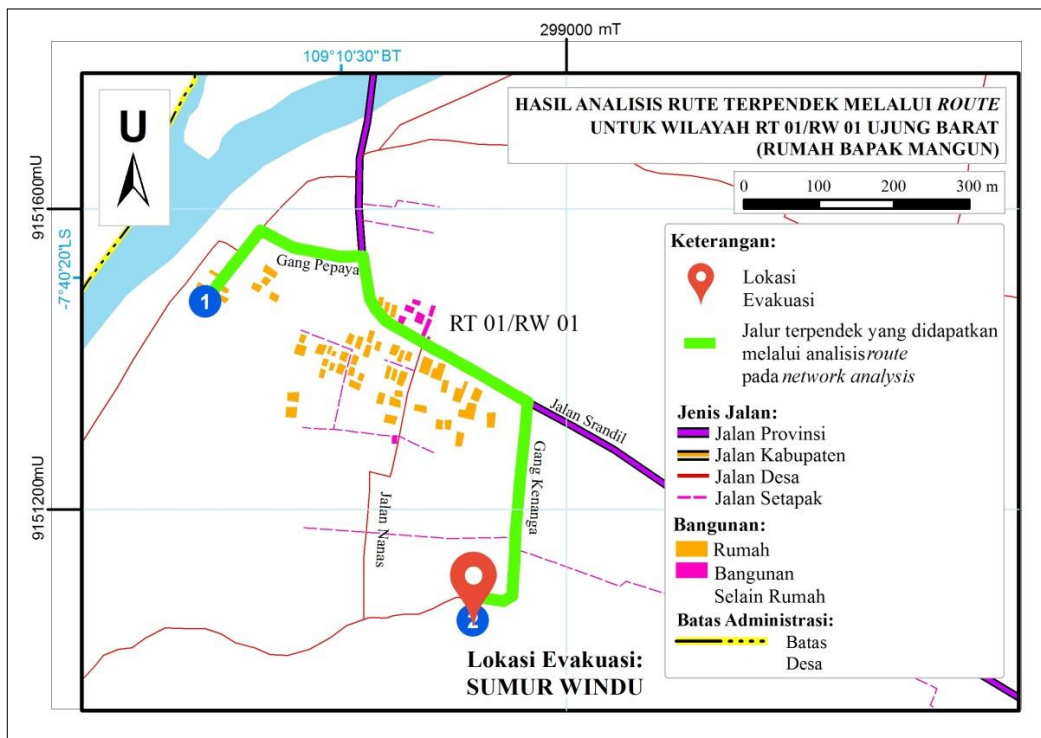 299000 mT
109°10'30" BT
U
HASIL ANALISIS RUTE TERPENDEK MELALUI ROUTE
UNTUK WILAYAH RT 01/RW 01 UJUNG BARAT
(RUMAH BAPAK MANGUN)
0 100 200 300 m
9151600mU
-7°40'20"LS
9151200mU
Gang Pepaya
1
RT 01/RW 01
Jalan Srandil
Gang Kenanga
Jalan Nanas
2
Lokasi Evakuasi:
SUMUR WINDU
Keterangan:
Lokasi
Evakuasi
Jalur terpendek yang didapatkan
melalui analisis route
pada network analysis
Jenis Jalan:
Jalan Provinsi
Jalan Kabupaten
Jalan Desa
Jalan Setapak
Bangunan:
Rumah
Bangunan
Selain Rumah
Batas Administrasi:
Batas
Desa